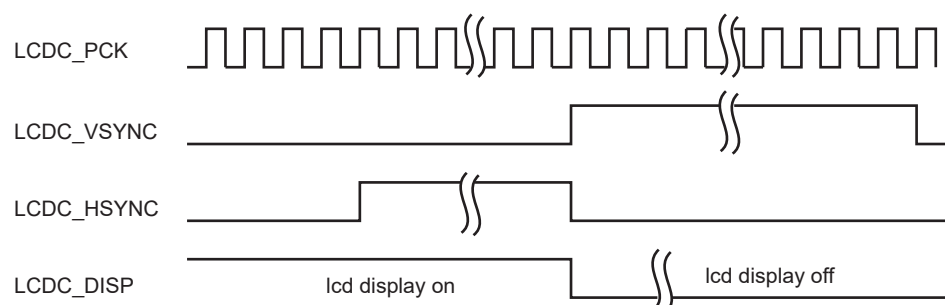 LCDC_PCK
LCDC_VSYNC
LCDC_HSYNC
LCDC_DISP
lcd display on
lcd display off